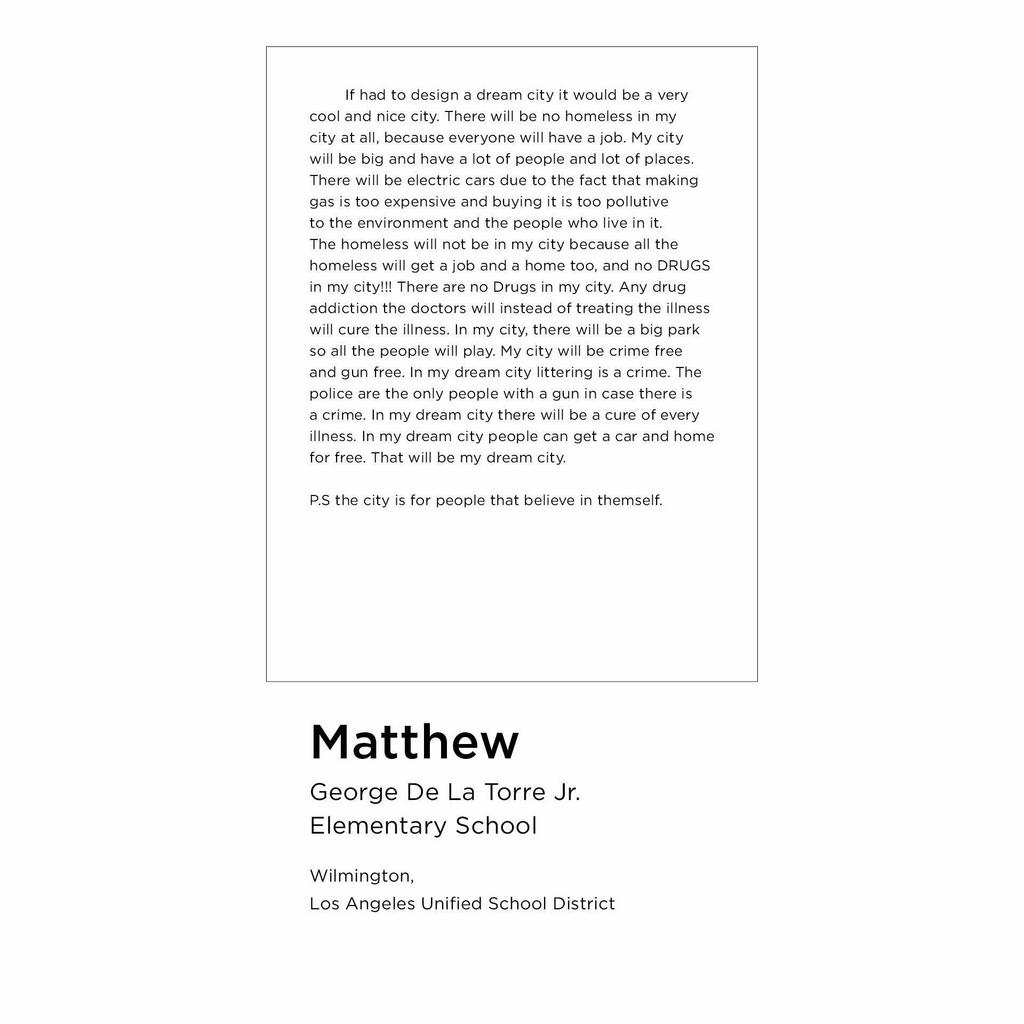 If had to design a dream city it would be a very
cool and nice city. There will be no homeless in my
city at all, because everyone will have a job. My city
will be big and have a lot of people and lot of places.
There will be electric cars due to the fact that making
gas is too expensive and buying it is too pollutive
to the environment and the people who live in it.
The homeless will not be in my city because all the
homeless will get a job and a home too, and no DRUGS
in my city!!! There are no Drugs in my city. Any drug
addiction the doctors will instead of treating the illness
will cure the illness. In my city, there will be a big park
so all the people will play. My city will be crime free
and gun free. In my dream city littering is a crime. The
police are the only people with a gun in case there is
a crime. In my dream city there will be a cure of every
illness. In my dream city people can get a car and home
for free. That will be my dream city.
P.S the city is for people that believe in themself.
Matthew
George De La Torre Jr.
Elementary School
Wilmington,
Los Angeles Unified School District